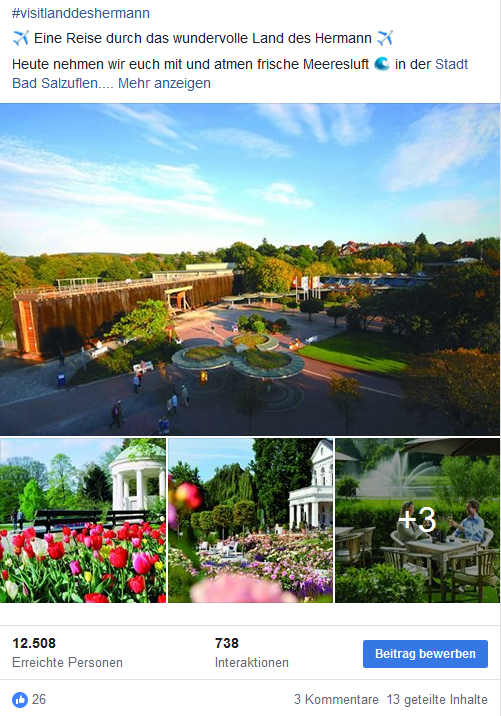 #visitlanddeshermann
✈️ Eine Reise durch das wundervolle Land des Hermann ✈️
Heute nehmen wir euch mit und atmen frische Meeresluft 🌊 in der Stadt
Bad Salzuflen.... Mehr anzeigen
+3
12.508
Erreichte Personen
738
Interaktionen
Beitrag bewerben
26
3 Kommentare 13 geteilte Inhalte